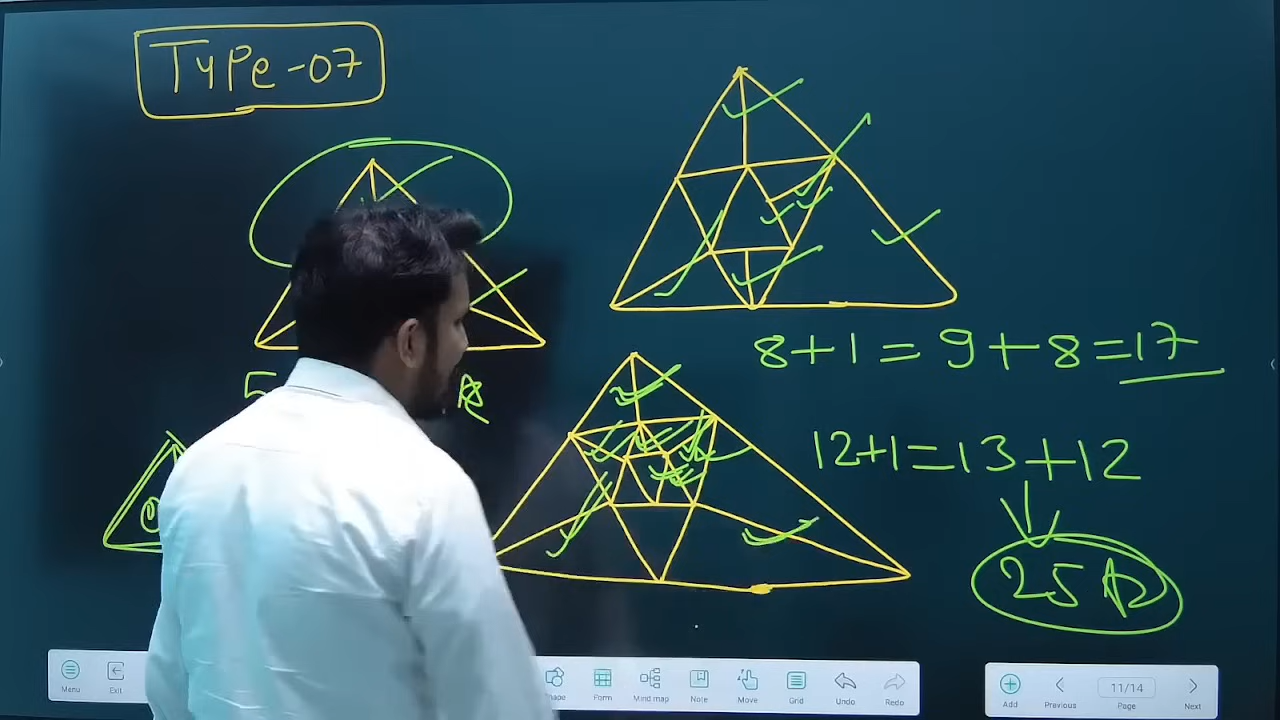 Type-07
8+1=9+8=17
5
12+1=13+12
25
Menu
Exit
Form
Mind map
Note
Move
Grid
Undo
Redo
Add
Previous
11/14
Page
Next